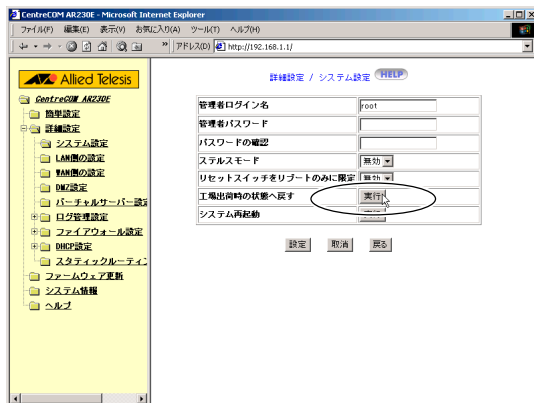 CentreCOM AR230E - Microsoft Internet Explorer
ファイル(F) 編集(E) 表示(V) お気に入り(A) ツール(T) ヘルプ(H)
アドレス(D) http://192.168.1.1/
Allied Telesis
CentreCOM AR230E
簡単設定
詳細設定
システム設定
LAN側の設定
WAN側の設定
DMZ設定
バーチャルサーバー設定
ログ管理設定
ファイアウォール設定
DHCP設定
スタティックルーティン
ファームウェア更新
システム情報
ヘルプ
詳細設定 / システム設定 HELP
管理者ログイン名 root
管理者パスワード
パスワードの確認
ステルスモード 無効
リセットスイッチをリブートのみに限定 無効
工場出荷時の状態へ戻す 実行
システム再起動
設定 取消 戻る